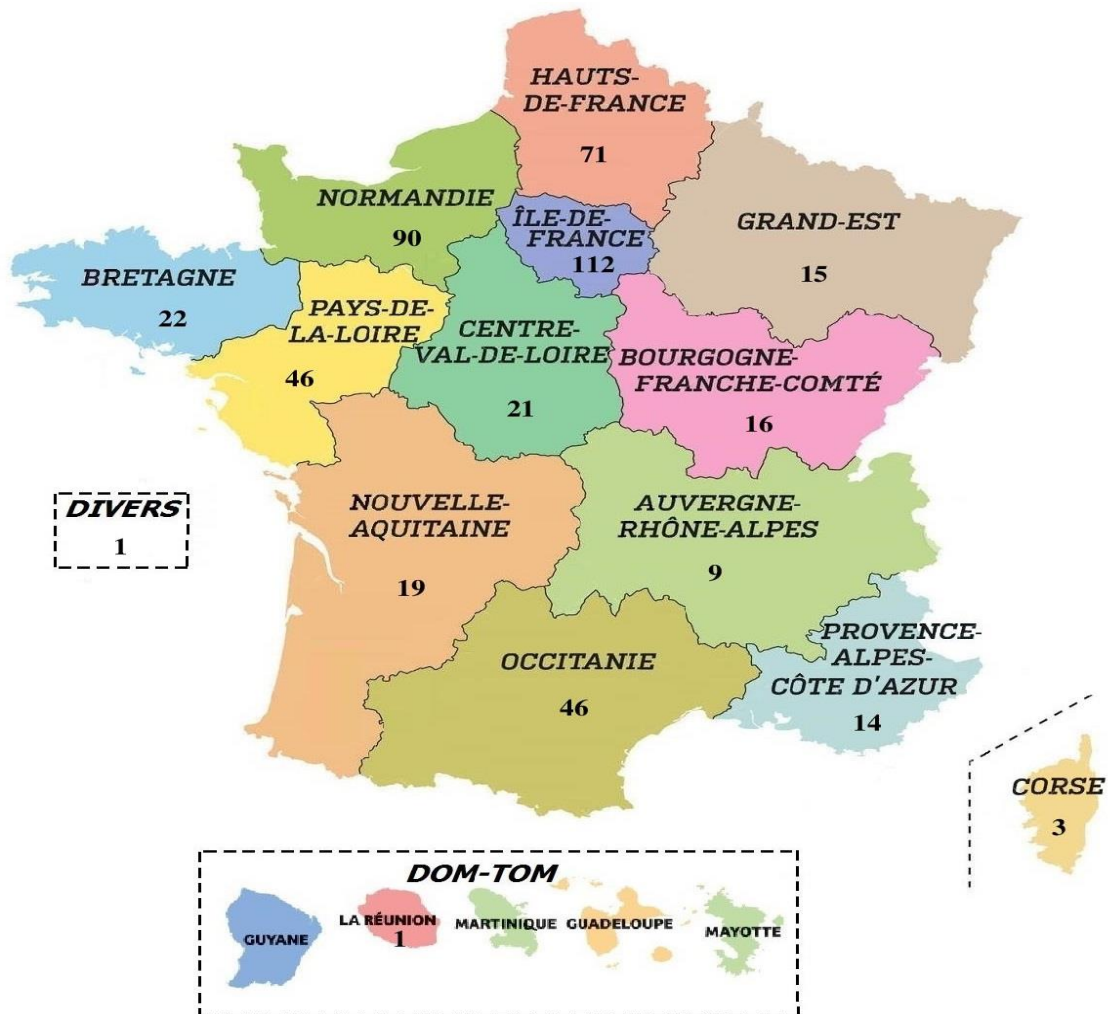 HAUTS-
DE-FRANCE
71
NORMANDIE
90
ÎLE-DE-
FRANCE
112
GRAND-EST
15
BRETAGNE
22
PAYS-DE-
LA-LOIRE
46
CENTRE-
VAL-DE-LOIRE
21
BOURGOGNE-
FRANCHE-COMTÉ
16
DIVERS
1
NOUVELLE-
AQUITAINE
19
AUVERGNE-
RHÔNE-ALPES
9
OCCITANIE
46
PROVENCE-
ALPES-
CÔTE D'AZUR
14
CORSE
3
DOM-TOM
GUYANE
LA RÉUNION
1
MARTINIQUE
GUADELOUPE
MAYOTTE